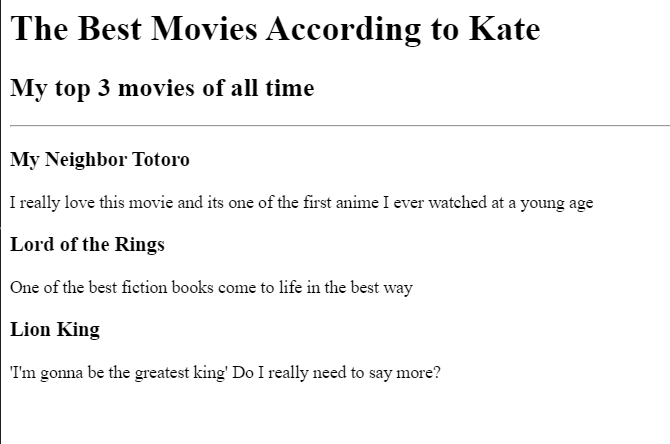 The Best Movies According to Kate
My top 3 movies of all time
My Neighbor Totoro
I really love this movie and its one of the first anime I ever watched at a young age
Lord of the Rings
One of the best fiction books come to life in the best way
Lion King
'I'm gonna be the greatest king' Do I really need to say more?